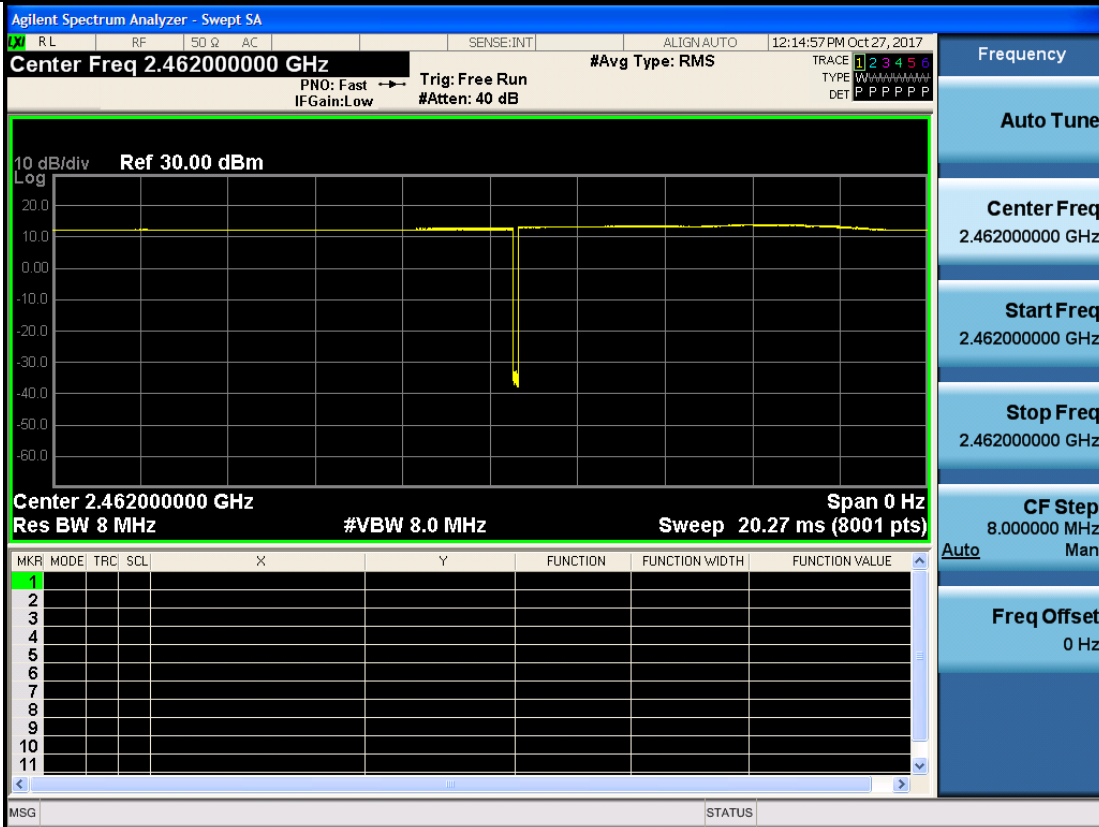 Agilent Spectrum Analyzer - Swept SA
LXI RL RF 50 Ω AC SENSE:INT ALIGN AUTO 12:14:57 PM Oct 27, 2017
Center Freq 2.462000000 GHz
PNO: Fast
IFGain:Low
Trig: Free Run
#Atten: 40 dB
#Avg Type: RMS
TRACE 1 2 3 4 5 6
TYPE WWWWWW
DET P P P P P P
10 dB/div Ref 30.00 dBm
Log
20.0
10.0
0.00
-10.0
-20.0
-30.0
-40.0
-50.0
-60.0
Center 2.462000000 GHz Span 0 Hz
Res BW 8 MHz #VBW 8.0 MHz Sweep 20.27 ms (8001 pts)
MKR MODE TRC SCL X Y FUNCTION FUNCTION WIDTH FUNCTION VALUE
1
2
3
4
5
6
7
8
9
10
11
MSG STATUS
Frequency
Auto Tune
Center Freq
2.462000000 GHz
Start Freq
2.462000000 GHz
Stop Freq
2.462000000 GHz
CF Step
8.000000 MHz
Auto Man
Freq Offset
0 Hz